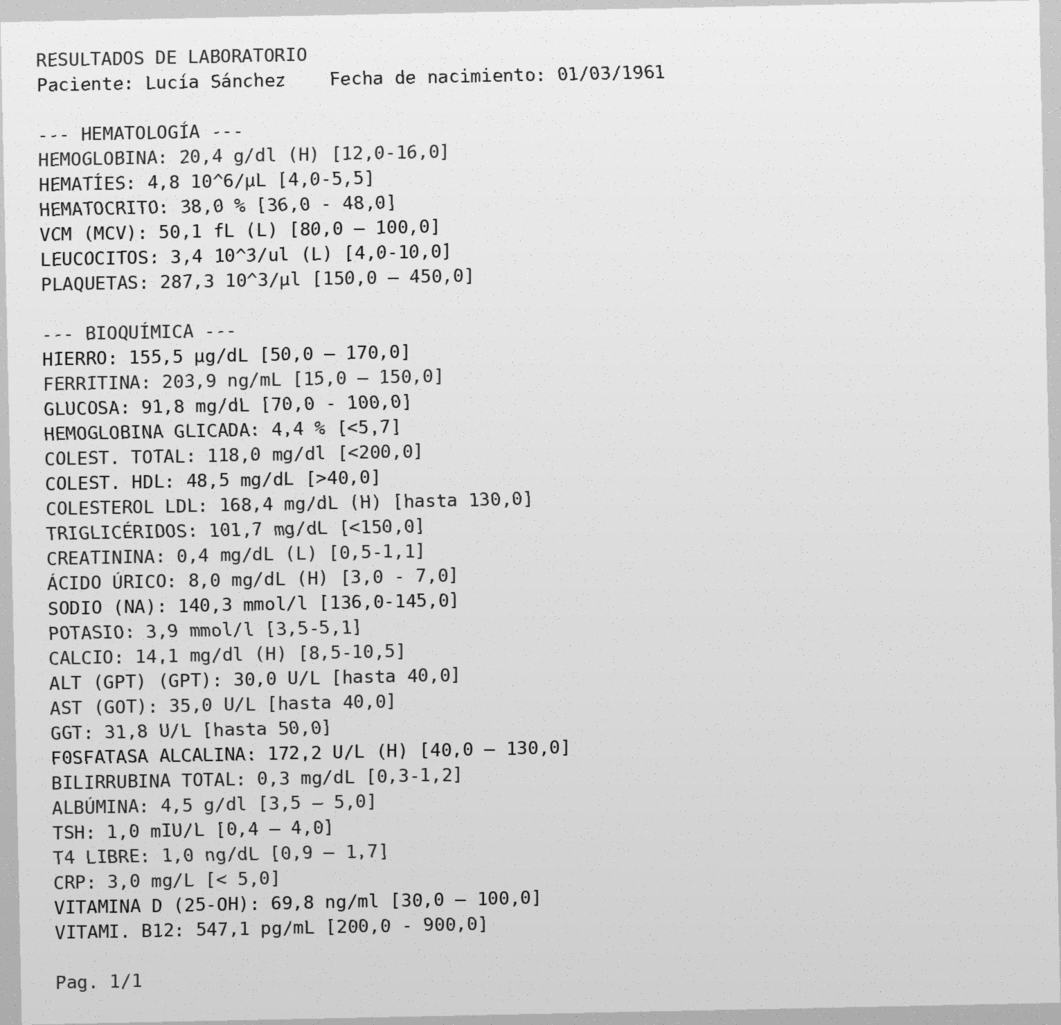 RESULTADOS DE LABORATORIO
Paciente: Lucía Sánchez    Fecha de nacimiento: 01/03/1961

--- HEMATOLOGÍA ---
HEMOGLOBINA: 20,4 g/dl (H) [12,0-16,0]
HEMATÍES: 4,8 10^6/µL [4,0-5,5]
HEMATOCRITO: 38,0 % [36,0 - 48,0]
VCM (MCV): 50,1 fL (L) [80,0 – 100,0]
LEUCOCITOS: 3,4 10^3/ul (L) [4,0-10,0]
PLAQUETAS: 287,3 10^3/µl [150,0 – 450,0]

--- BIOQUÍMICA ---
HIERRO: 155,5 µg/dL [50,0 – 170,0]
FERRITINA: 203,9 ng/mL [15,0 – 150,0]
GLUCOSA: 91,8 mg/dL [70,0 - 100,0]
HEMOGLOBINA GLICADA: 4,4 % [<5,7]
COLEST. TOTAL: 118,0 mg/dl [<200,0]
COLEST. HDL: 48,5 mg/dL [>40,0]
COLESTEROL LDL: 168,4 mg/dL (H) [hasta 130,0]
TRIGLICÉRIDOS: 101,7 mg/dL [<150,0]
CREATININA: 0,4 mg/dL (L) [0,5-1,1]
ÁCIDO ÚRICO: 8,0 mg/dL (H) [3,0 - 7,0]
SODIO (NA): 140,3 mmol/l [136,0-145,0]
POTASIO: 3,9 mmol/l [3,5-5,1]
CALCIO: 14,1 mg/dl (H) [8,5-10,5]
ALT (GPT) (GPT): 30,0 U/L [hasta 40,0]
AST (GOT): 35,0 U/L [hasta 40,0]
GGT: 31,8 U/L [hasta 50,0]
F0SFATASA ALCALINA: 172,2 U/L (H) [40,0 – 130,0]
BILIRRUBINA TOTAL: 0,3 mg/dL [0,3-1,2]
ALBÚMINA: 4,5 g/dl [3,5 – 5,0]
TSH: 1,0 mIU/L [0,4 – 4,0]
T4 LIBRE: 1,0 ng/dL [0,9 – 1,7]
CRP: 3,0 mg/L [< 5,0]
VITAMINA D (25-OH): 69,8 ng/ml [30,0 – 100,0]
VITAMI. B12: 547,1 pg/mL [200,0 - 900,0]

Pag. 1/1